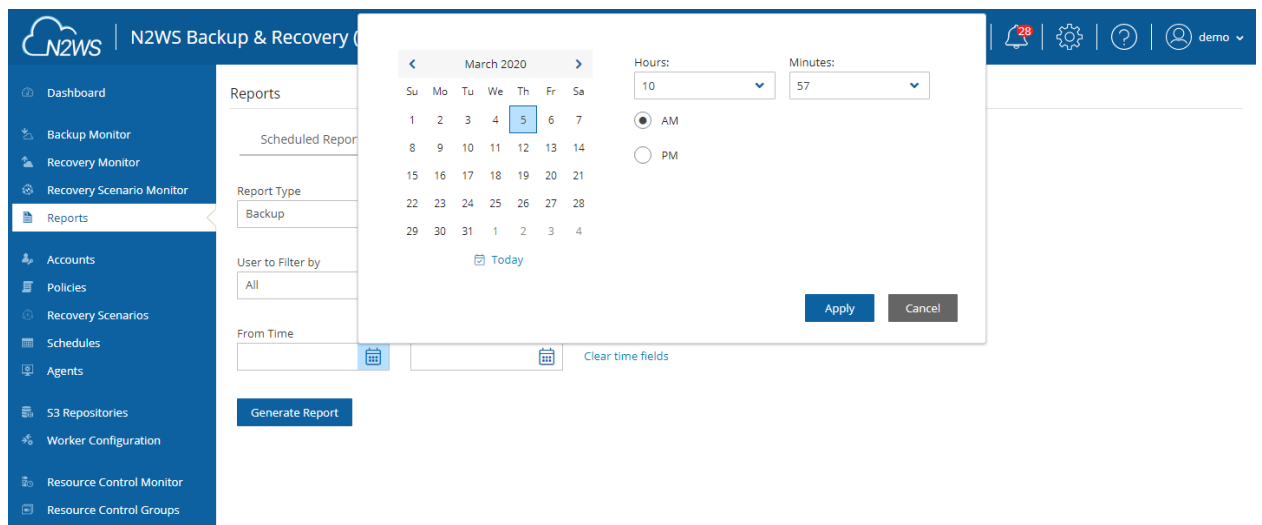 N2WS
N2WS Backup & Recovery (
28
demo
Dashboard
Backup Monitor
Recovery Monitor
Recovery Scenario Monitor
Reports
Accounts
Policies
Recovery Scenarios
Schedules
Agents
S3 Repositories
Worker Configuration
Resource Control Monitor
Resource Control Groups
Reports
Scheduled Repor
Report Type
Backup
User to Filter by
All
From Time
Clear time fields
Generate Report
March 2020
Su Mo Tu We Th Fr Sa
1 2 3 4 5 6 7
8 9 10 11 12 13 14
15 16 17 18 19 20 21
22 23 24 25 26 27 28
29 30 31 1 2 3 4
Today
Hours: Minutes:
10 57
AM
PM
Apply Cancel